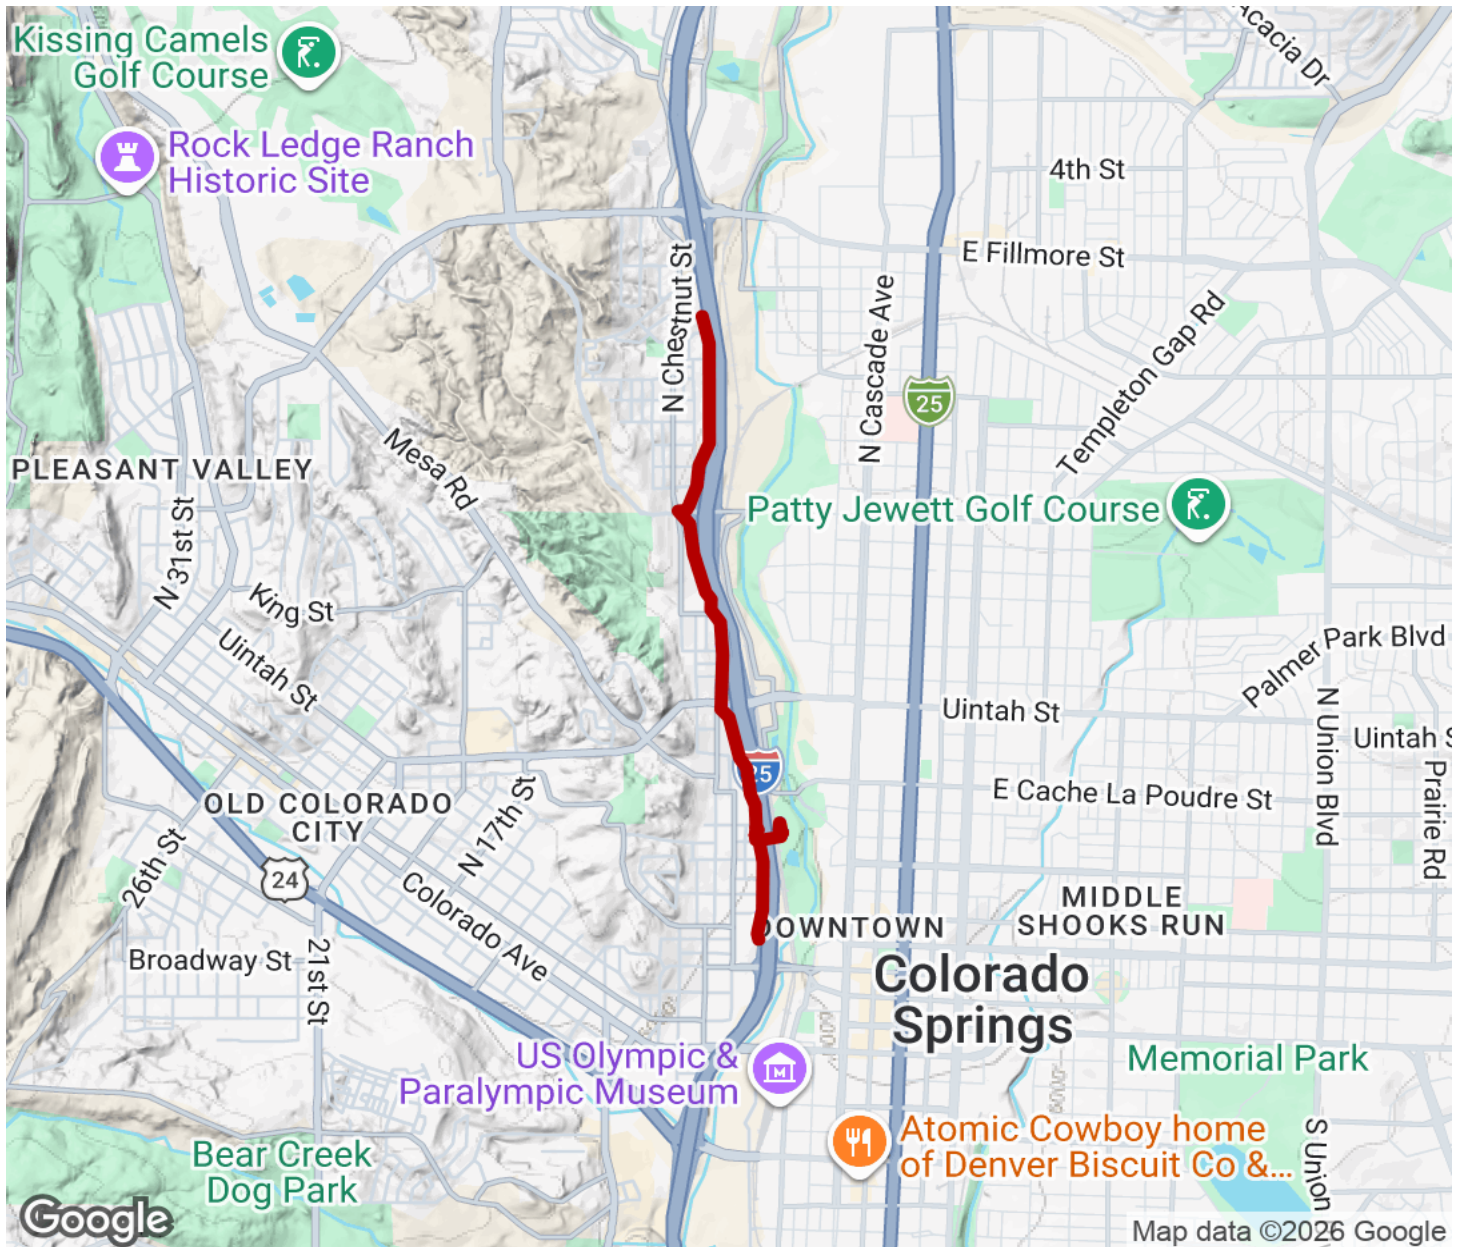 Kissing Camels
Golf Course
Acacia Dr
Rock Ledge Ranch
Historic Site
4th St
E Fillmore St
N Chestnut St
N Cascade Ave
Templeton Gap Rd
25
Mesa Rd
PLEASANT VALLEY
N 31st St
Patty Jewett Golf Course
King St
Uintah St
Palmer Park Blvd
N Union Blvd
Uintah St
Uintah S
Prairie Rd
25
E Cache La Poudre St
OLD COLORADO
CITY
N 17th St
26th St
24
Colorado Ave
MIDDLE
SHOOKS RUN
DOWNTOWN
Broadway St
21st St
Colorado
Springs
US Olympic &
Paralympic Museum
Memorial Park
Atomic Cowboy home
of Denver Biscuit Co &...
S Union
Bear Creek
Dog Park
Google
Map data ©2026 Google